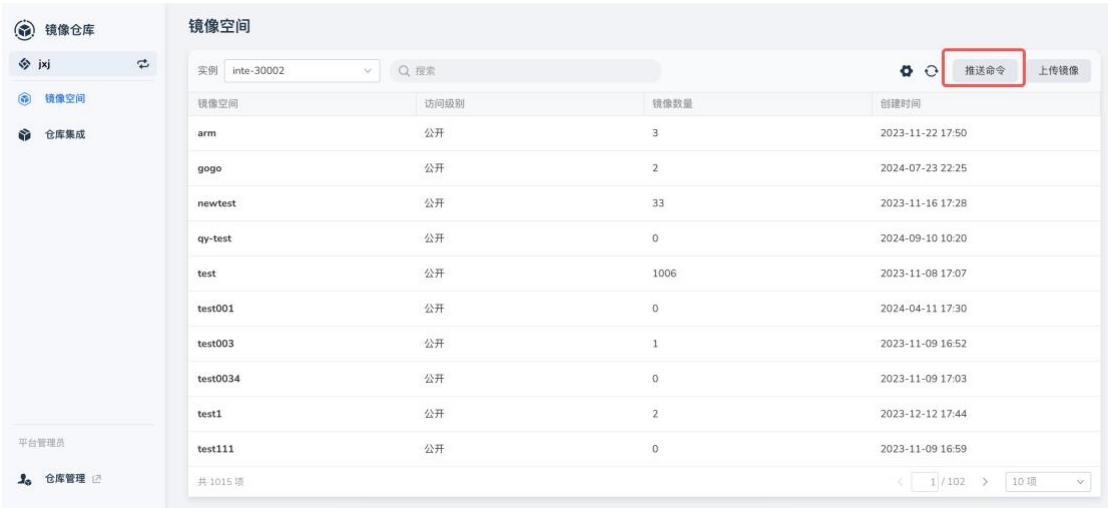 镜像仓库
jxj
镜像空间
仓库集成
平台管理员
仓库管理
镜像空间
实例 inte-30002 搜索 推送命令 上传镜像
镜像空间 访问级别 镜像数量 创建时间
arm 公开 3 2023-11-22 17:50
gogo 公开 2 2024-07-23 22:25
newtest 公开 33 2023-11-16 17:28
qy-test 公开 0 2024-09-10 10:20
test 公开 1006 2023-11-08 17:07
test001 公开 0 2024-04-11 17:30
test003 公开 1 2023-11-09 16:52
test0034 公开 0 2023-11-09 17:03
test1 公开 2 2023-12-12 17:44
test111 公开 0 2023-11-09 16:59
共 1015 项 1 / 102 10 项